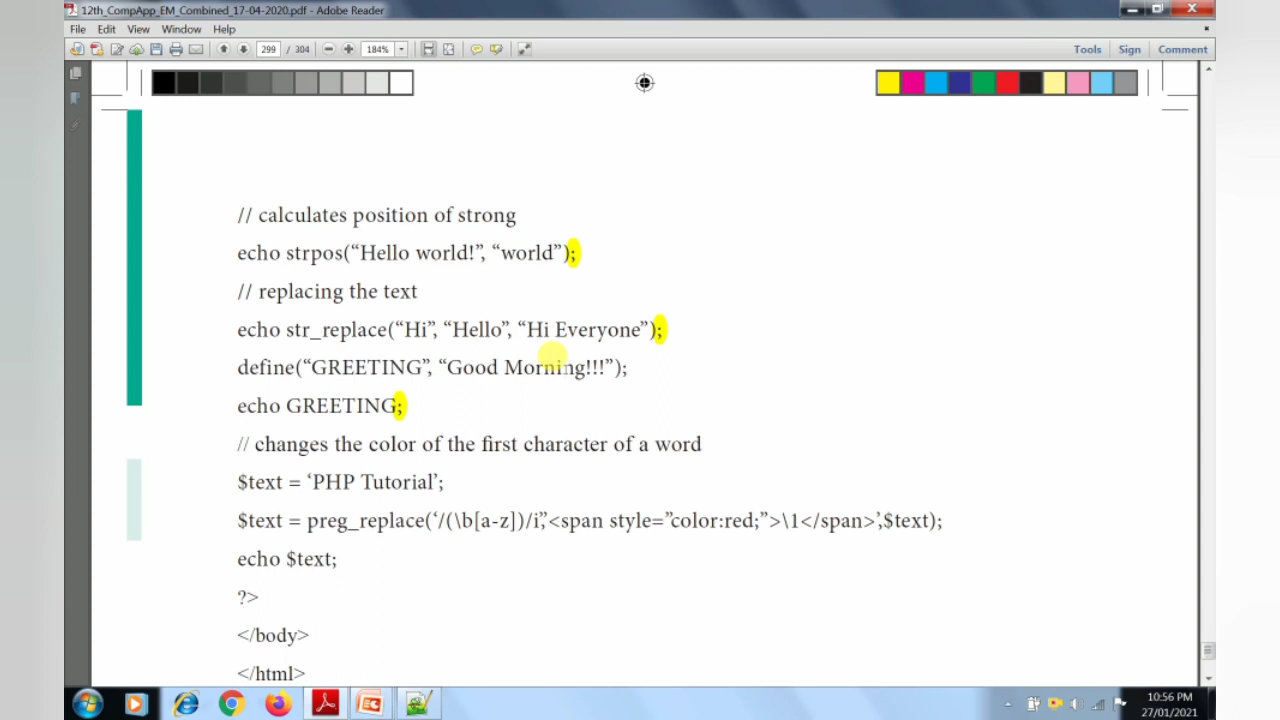 12th_CompApp_EM_Combined_17-04-2020.pdf - Adobe Reader
File Edit View Window Help
299 / 304 184% Tools Sign Comment
// calculates position of strong
echo strpos(“Hello world!”, “world”);
// replacing the text
echo str_replace(“Hi”, “Hello”, “Hi Everyone”);
define(“GREETING”, “Good Morning!!!”);
echo GREETING;
// changes the color of the first character of a word
$text = ‘PHP Tutorial’;
$text = preg_replace(‘/(\b[a-z])/i’,’<span style=”color:red;”>\1</span>’,$text);
echo $text;
?>
</body>
</html>
10:56 PM
27/01/2021